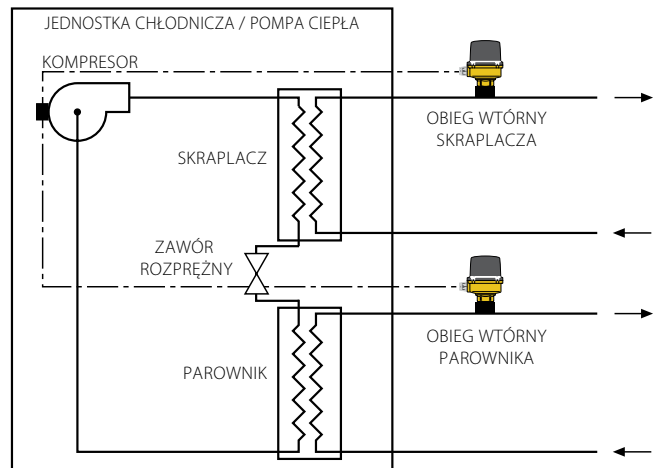 JEDNOSTKA CHŁODNICZA / POMPA CIEPŁA
KOMPRESOR
OBIEG WTÓRNY
SKRAPLACZA
SKRAPLACZ
ZAWÓR
ROZPRĘŻNY
OBIEG WTÓRNY
PAROWNIKA
PAROWNIK